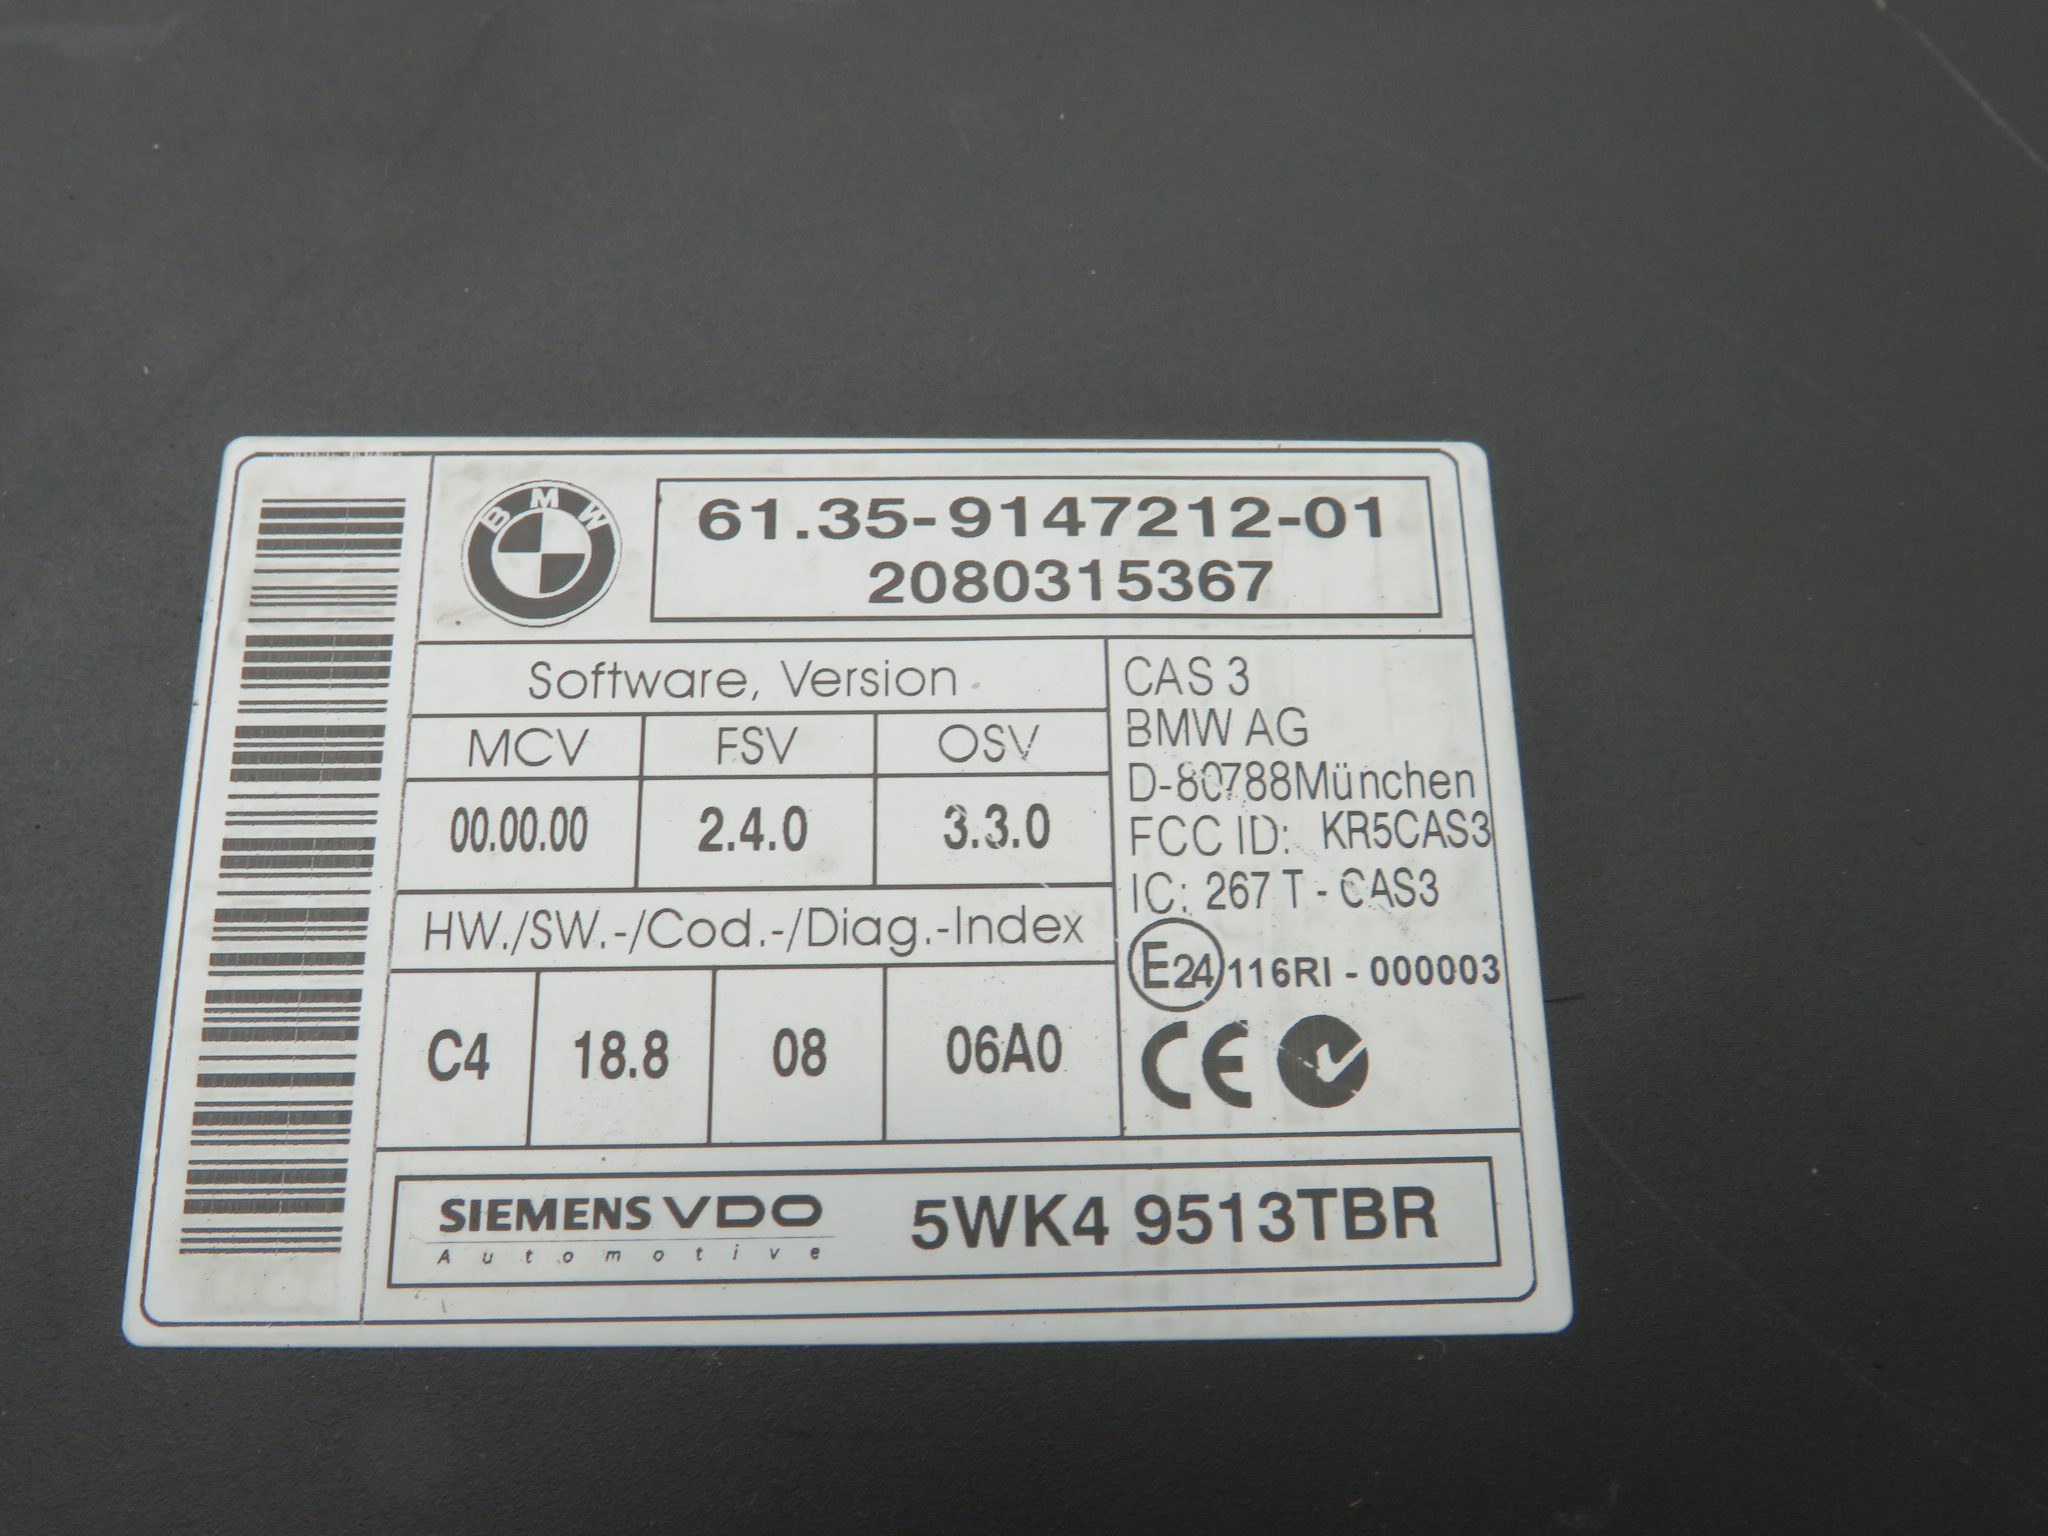 BMW
61.35-9147212-01
2080315367
Software, Version
MCV FSV OSV
00.00.00 2.4.0 3.3.0
HW./SW.-/Cod.-/Diag.-Index
C4 18.8 08 06A0
CAS 3
BMW AG
D-80788München
FCC ID: KR5CAS3
IC: 267 T - CAS3
E24 116RI - 000003
CE
SIEMENS VDO
Automotive
5WK4 9513TBR